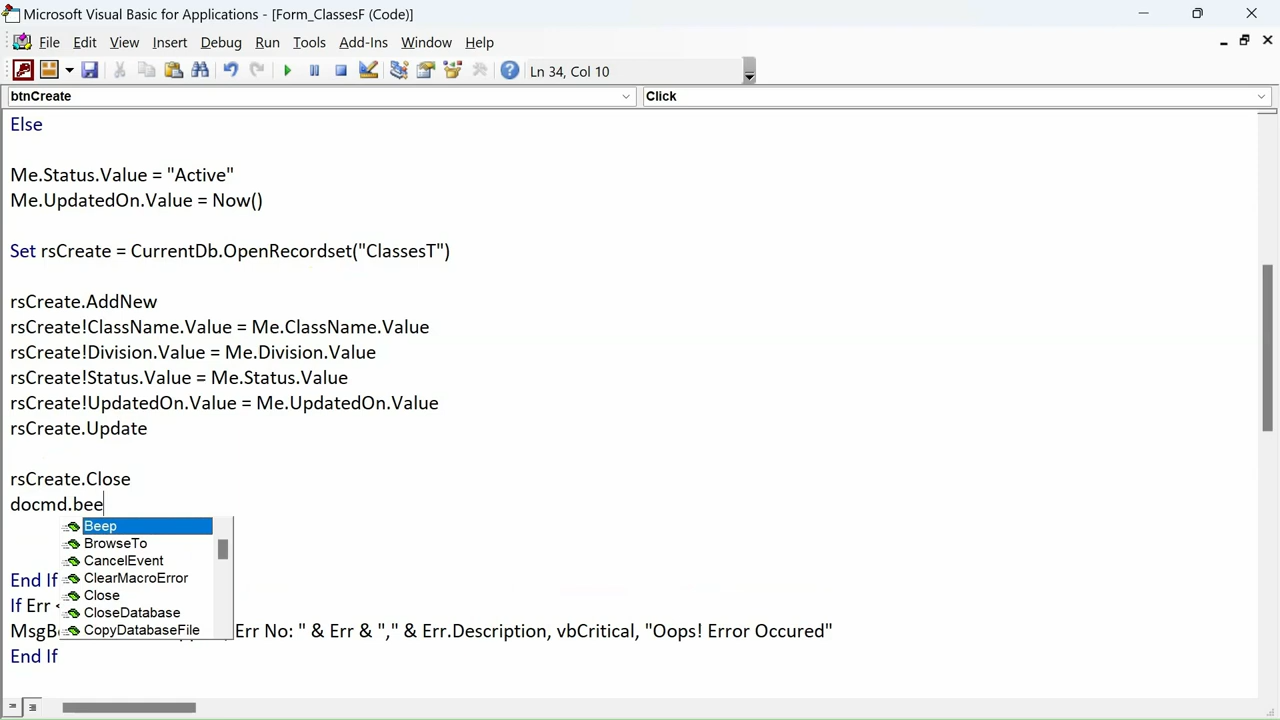 Microsoft Visual Basic for Applications - [Form_ClassesF (Code)]
File Edit View Insert Debug Run Tools Add-Ins Window Help
Ln 34, Col 10
btnCreate Click
Else
Me.Status.Value = "Active"
Me.UpdatedOn.Value = Now()
Set rsCreate = CurrentDb.OpenRecordset("ClassesT")
rsCreate.AddNew
rsCreate!ClassName.Value = Me.ClassName.Value
rsCreate!Division.Value = Me.Division.Value
rsCreate!Status.Value = Me.Status.Value
rsCreate!UpdatedOn.Value = Me.UpdatedOn.Value
rsCreate.Update
rsCreate.Close
docmd.bee
Beep
BrowseTo
CancelEvent
ClearMacroError
Close
CloseDatabase
CopyDatabaseFile
End If
If Err <
Err No: " & Err & "," & Err.Description, vbCritical, "Oops! Error Occured"
End If